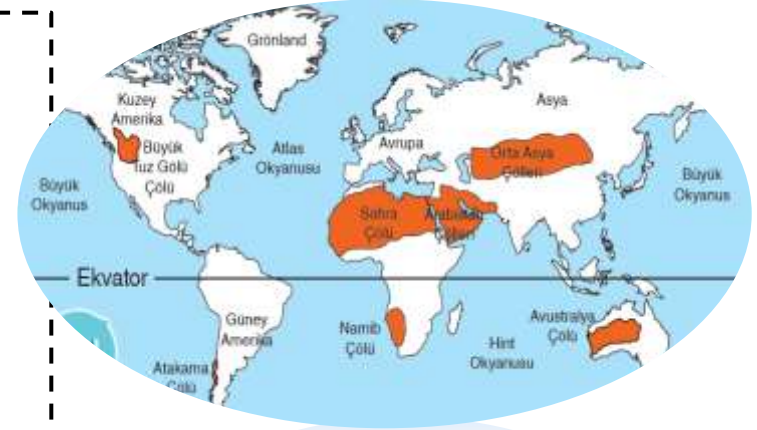 Grönland
Kuzey
Amerika
Büyük
Tuz Gölü
Çölü
Atlas
Okyanusu
Avrupa
Asya
Orta Asya
Çölleri
Büyük
Okyanus
Büyük
Okyanus
Sahra
Çölü
Arabistan
Çölleri
Ekvator
Güney
Amerika
Namib
Çölü
Hint
Okyanusu
Avustralya
Çölü
Atakama
Çölü